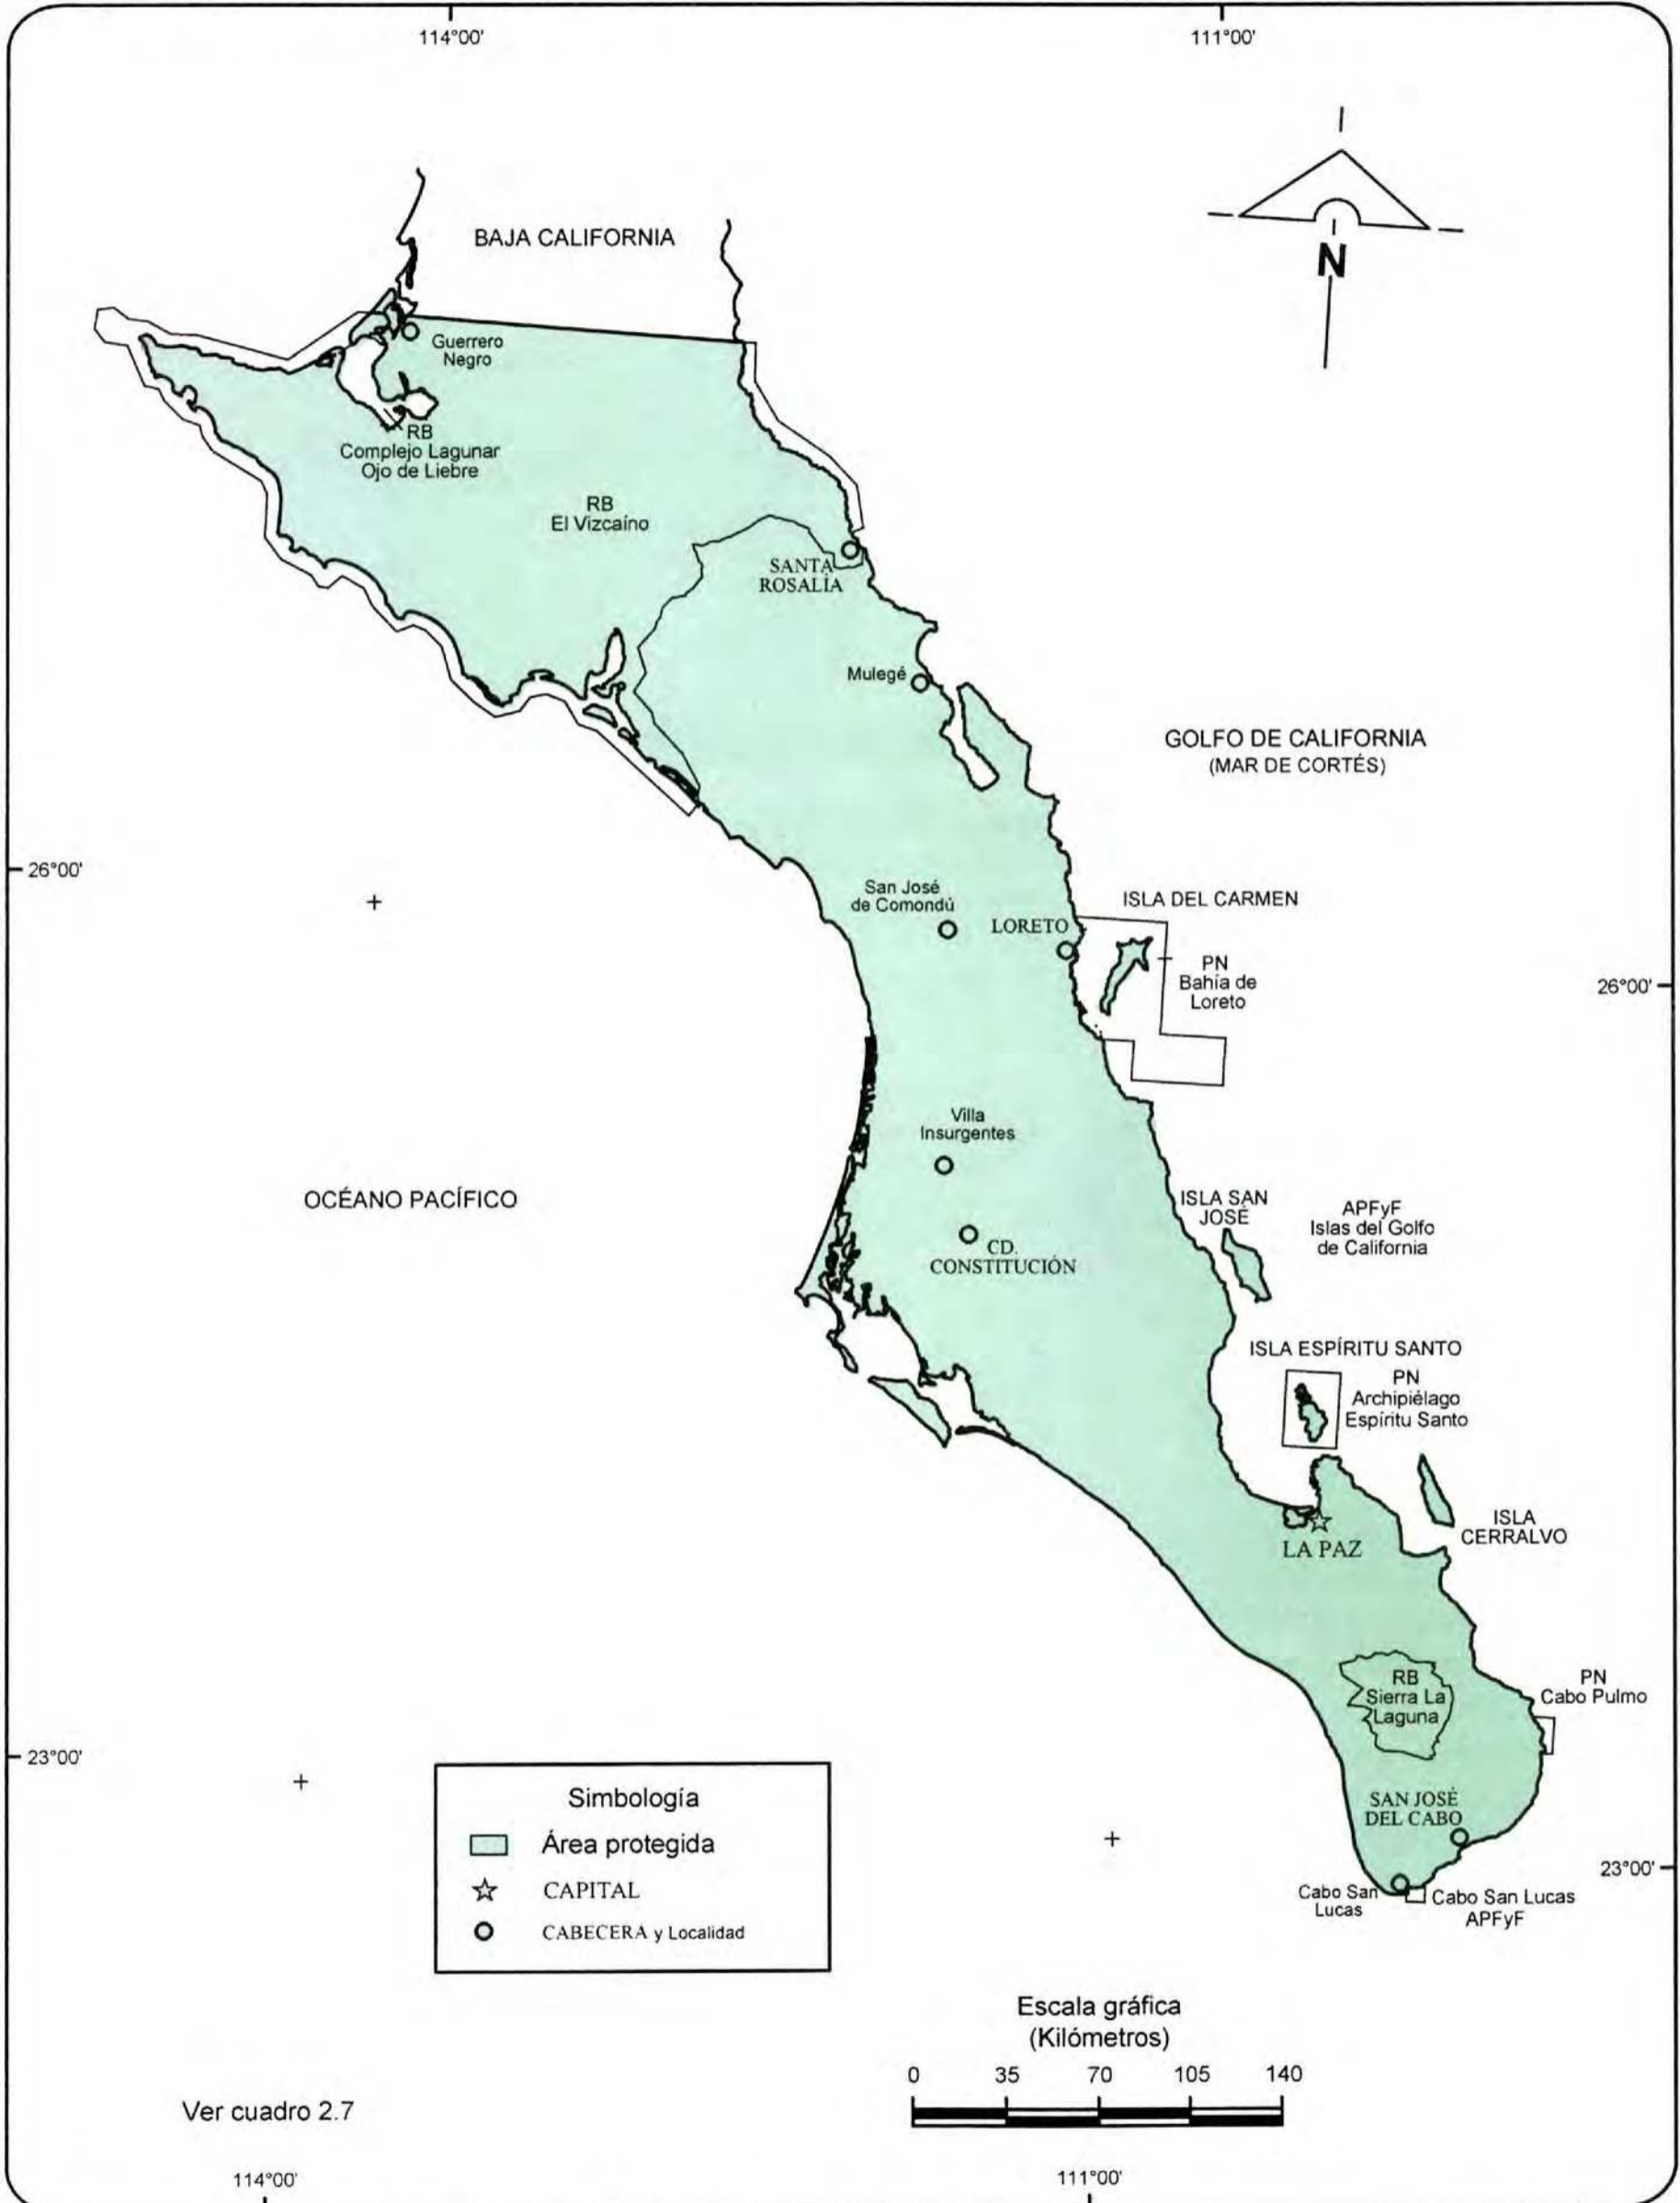 114°00'
111°00'
BAJA CALIFORNIA
N
Guerrero
Negro
RB
Complejo Lagunar
Ojo de Liebre
RB
El Vizcaíno
SANTA
ROSALÍA
Mulegé
GOLFO DE CALIFORNIA
(MAR DE CORTÉS)
26°00'
San José
de Comondú
ISLA DEL CARMEN
LORETO
PN
Bahía de
Loreto
26°00'
Villa
Insurgentes
OCÉANO PACÍFICO
ISLA SAN
JOSÉ
APFyF
Islas del Golfo
de California
CD.
CONSTITUCIÓN
ISLA ESPÍRITU SANTO
PN
Archipiélago
Espíritu Santo
ISLA
CERRALVO
LA PAZ
RB
Sierra La
Laguna
PN
Cabo Pulmo
23°00'
SAN JOSÉ
DEL CABO
23°00'
Cabo San
Lucas
Cabo San Lucas
APFyF
Simbología
Área protegida
CAPITAL
CABECERA y Localidad
Escala gráfica
(Kilómetros)
0 35 70 105 140
Ver cuadro 2.7
114°00'
111°00'